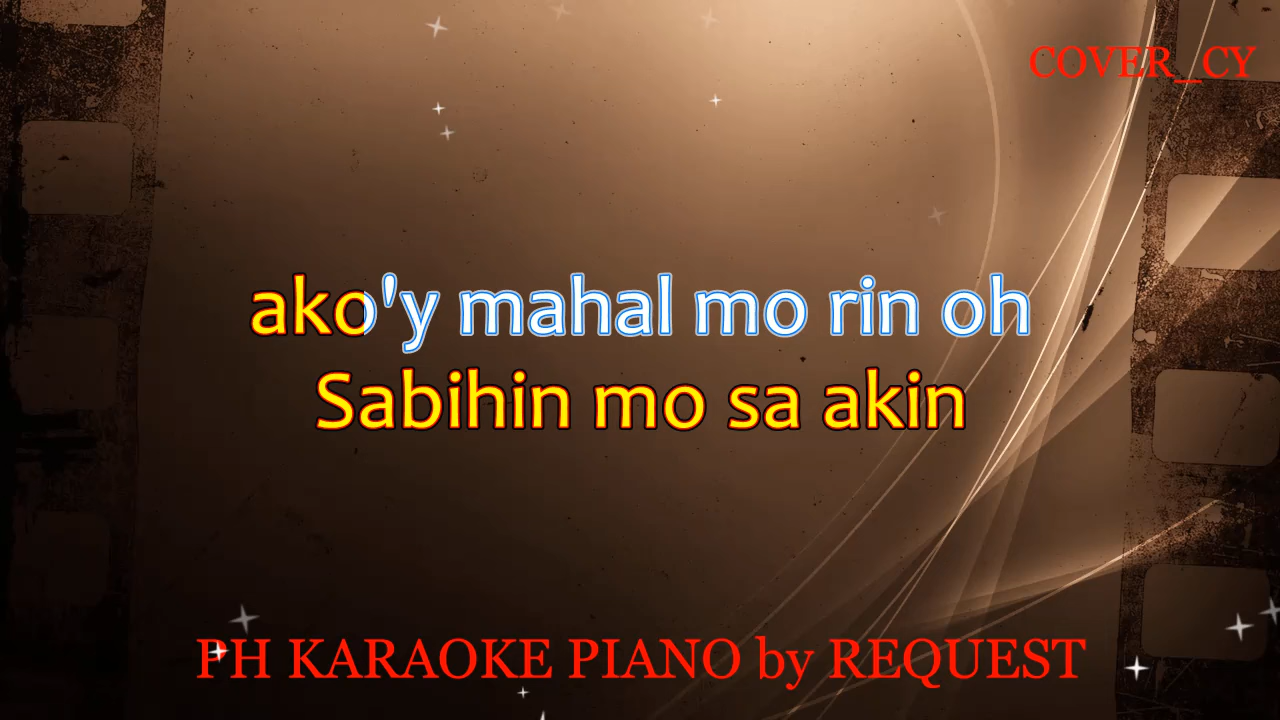 COVER_CY
ako'y mahal mo rin oh
Sabihin mo sa akin
PH KARAOKE PIANO by REQUEST